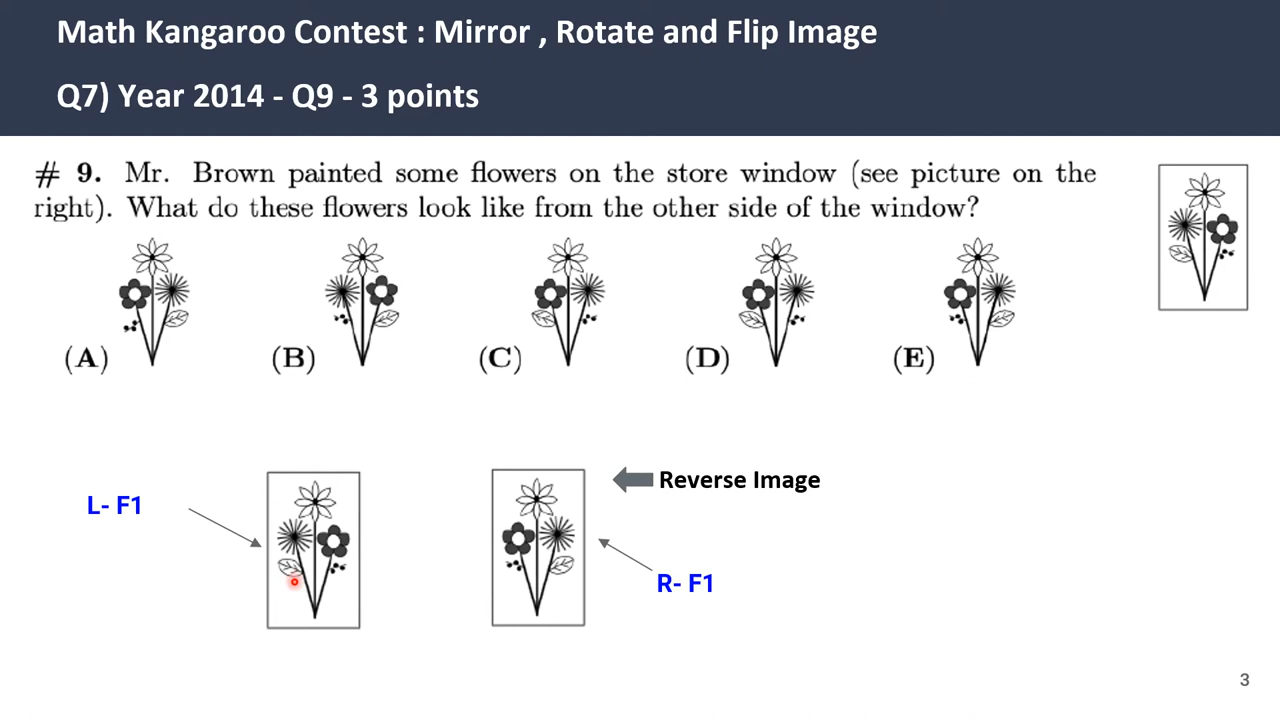 Math Kangaroo Contest : Mirror , Rotate and Flip Image
Q7) Year 2014 - Q9 - 3 points
# 9. Mr. Brown painted some flowers on the store window (see picture on the
right). What do these flowers look like from the other side of the window?
(A) (B) (C) (D) (E)
Reverse Image
L- F1
R- F1
3